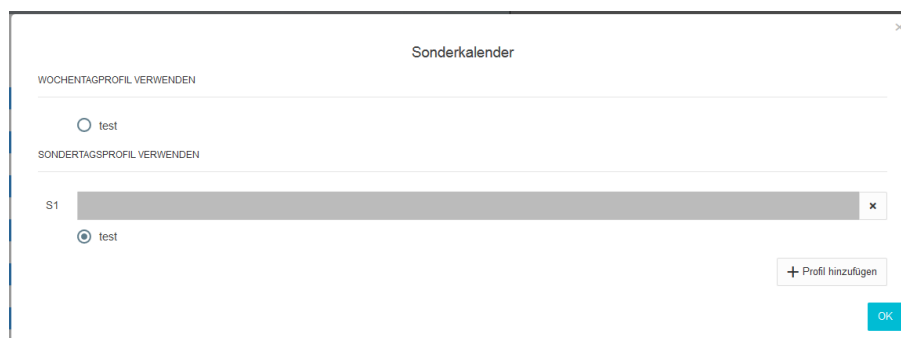 Sonderkalender
WOCHENTAGPROFIL VERWENDEN
test
SONDERTAGSPROFIL VERWENDEN
S1
test
+ Profil hinzufügen
OK